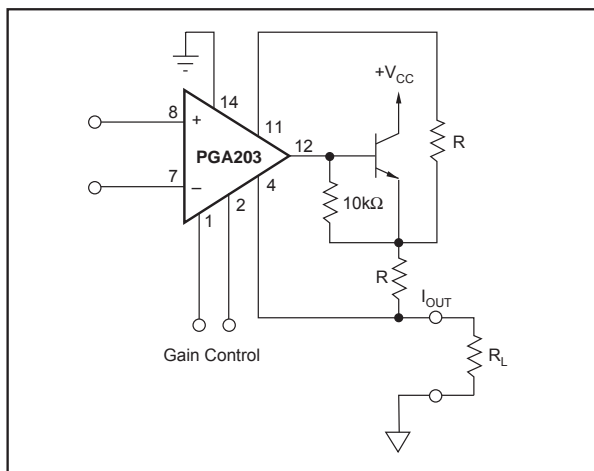 +V_CC
14
8
+
11
12
R
PGA203
7
–
4
10kΩ
1
2
R
I_OUT
Gain Control
R_L